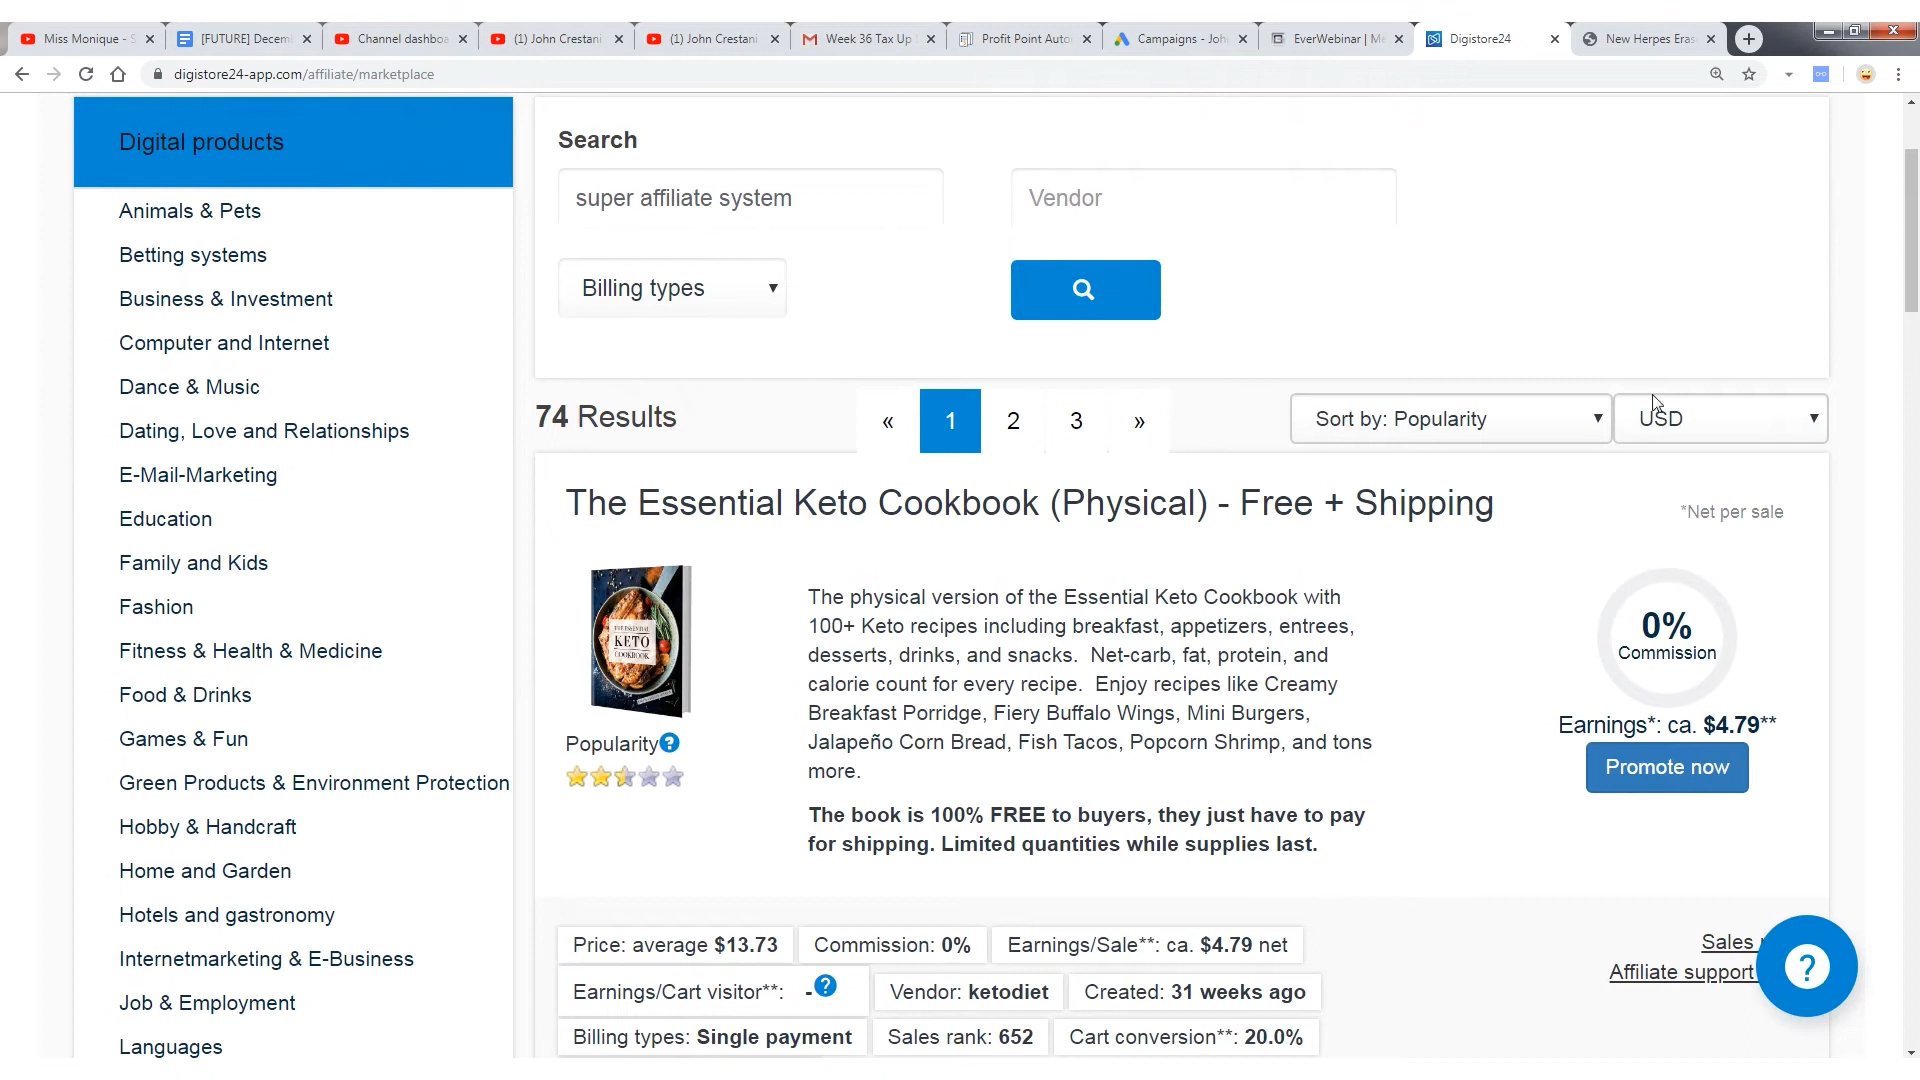 Miss Monique - S
[FUTURE] Decemb
Channel dashboa
(1) John Crestani
(1) John Crestani
Week 36 Tax Up
Profit Point Auto
Campaigns - Joh
EverWebinar | Me
Digistore24
New Herpes Eras
digistore24-app.com/affiliate/marketplace
Digital products
Animals & Pets
Betting systems
Business & Investment
Computer and Internet
Dance & Music
Dating, Love and Relationships
E-Mail-Marketing
Education
Family and Kids
Fashion
Fitness & Health & Medicine
Food & Drinks
Games & Fun
Green Products & Environment Protection
Hobby & Handcraft
Home and Garden
Hotels and gastronomy
Internetmarketing & E-Business
Job & Employment
Languages
Search
super affiliate system
Vendor
Billing types
74 Results
« 1 2 3 »
Sort by: Popularity
USD
The Essential Keto Cookbook (Physical) - Free + Shipping
*Net per sale
KETO
COOKBOOK
Popularity
The physical version of the Essential Keto Cookbook with
100+ Keto recipes including breakfast, appetizers, entrees,
desserts, drinks, and snacks. Net-carb, fat, protein, and
calorie count for every recipe. Enjoy recipes like Creamy
Breakfast Porridge, Fiery Buffalo Wings, Mini Burgers,
Jalapeño Corn Bread, Fish Tacos, Popcorn Shrimp, and tons
more.
The book is 100% FREE to buyers, they just have to pay
for shipping. Limited quantities while supplies last.
0%
Commission
Earnings*: ca. $4.79**
Promote now
Price: average $13.73
Commission: 0%
Earnings/Sale**: ca. $4.79 net
Earnings/Cart visitor**: -
Vendor: ketodiet
Created: 31 weeks ago
Billing types: Single payment
Sales rank: 652
Cart conversion**: 20.0%
Sales
Affiliate support